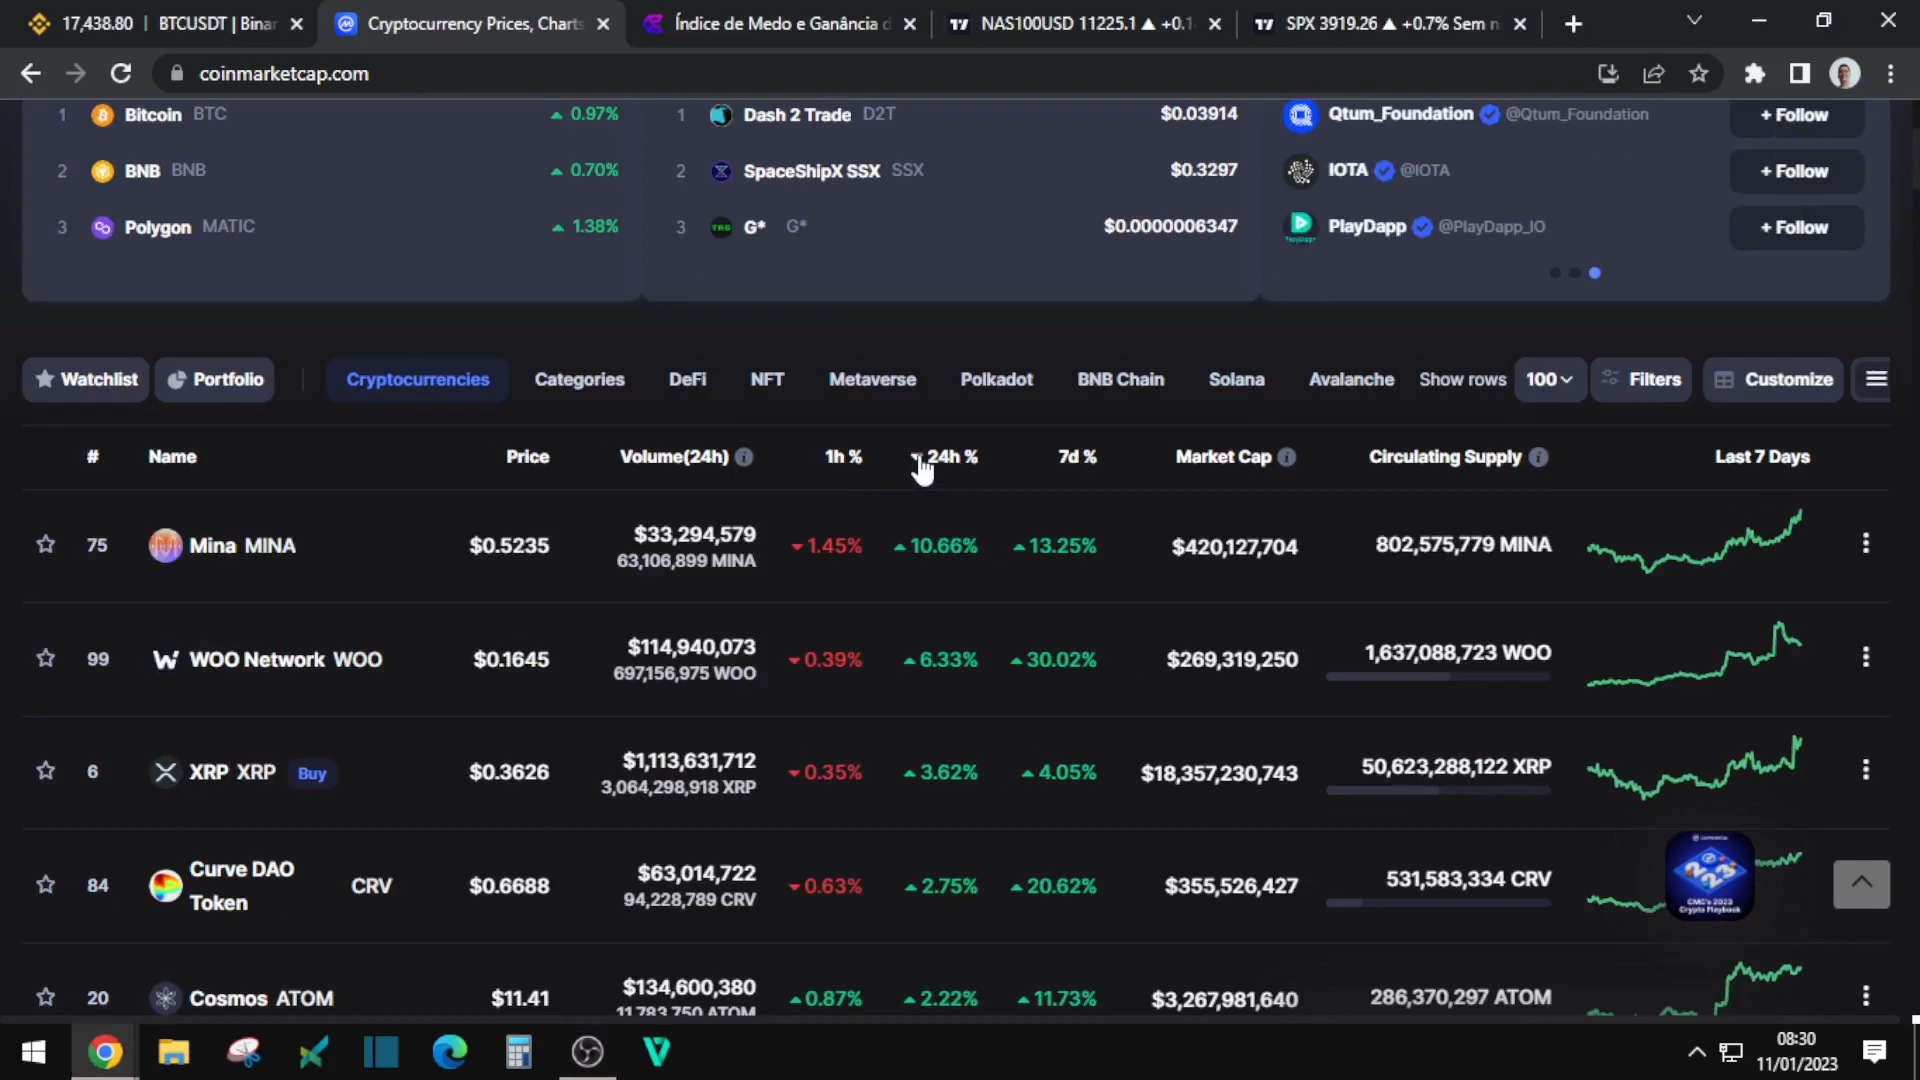 17,438.80 | BTCUSDT | Binan
Cryptocurrency Prices, Charts
Índice de Medo e Ganância d
NAS100USD 11225.1 ▲ +0.1
SPX 3919.26 ▲ +0.7% Sem n
coinmarketcap.com
1 Bitcoin BTC 0.97%
1 Dash 2 Trade D2T $0.03914
Qtum_Foundation @Qtum_Foundation + Follow
2 BNB BNB 0.70%
2 SpaceShipX SSX SSX $0.3297
IOTA @IOTA + Follow
3 Polygon MATIC 1.38%
3 G* G* $0.0000006347
PlayDapp @PlayDapp_IO + Follow
Watchlist Portfolio Cryptocurrencies Categories DeFi NFT Metaverse Polkadot BNB Chain Solana Avalanche Show rows 100 Filters Customize
# Name Price Volume(24h) 1h % 24h % 7d % Market Cap Circulating Supply Last 7 Days
75 Mina MINA $0.5235 $33,294,579 1.45% 10.66% 13.25% $420,127,704 802,575,779 MINA
63,106,899 MINA
99 WOO Network WOO $0.1645 $114,940,073 0.39% 6.33% 30.02% $269,319,250 1,637,088,723 WOO
697,156,975 WOO
6 XRP XRP Buy $0.3626 $1,113,631,712 0.35% 3.62% 4.05% $18,357,230,743 50,623,288,122 XRP
3,064,298,918 XRP
84 Curve DAO Token CRV $0.6688 $63,014,722 0.63% 2.75% 20.62% $355,526,427 531,583,334 CRV
94,228,789 CRV
CMC's 2023
Crypto Playbook
20 Cosmos ATOM $11.41 $134,600,380 0.87% 2.22% 11.73% $3,267,981,640 286,370,297 ATOM
11,783,750 ATOM
08:30
11/01/2023